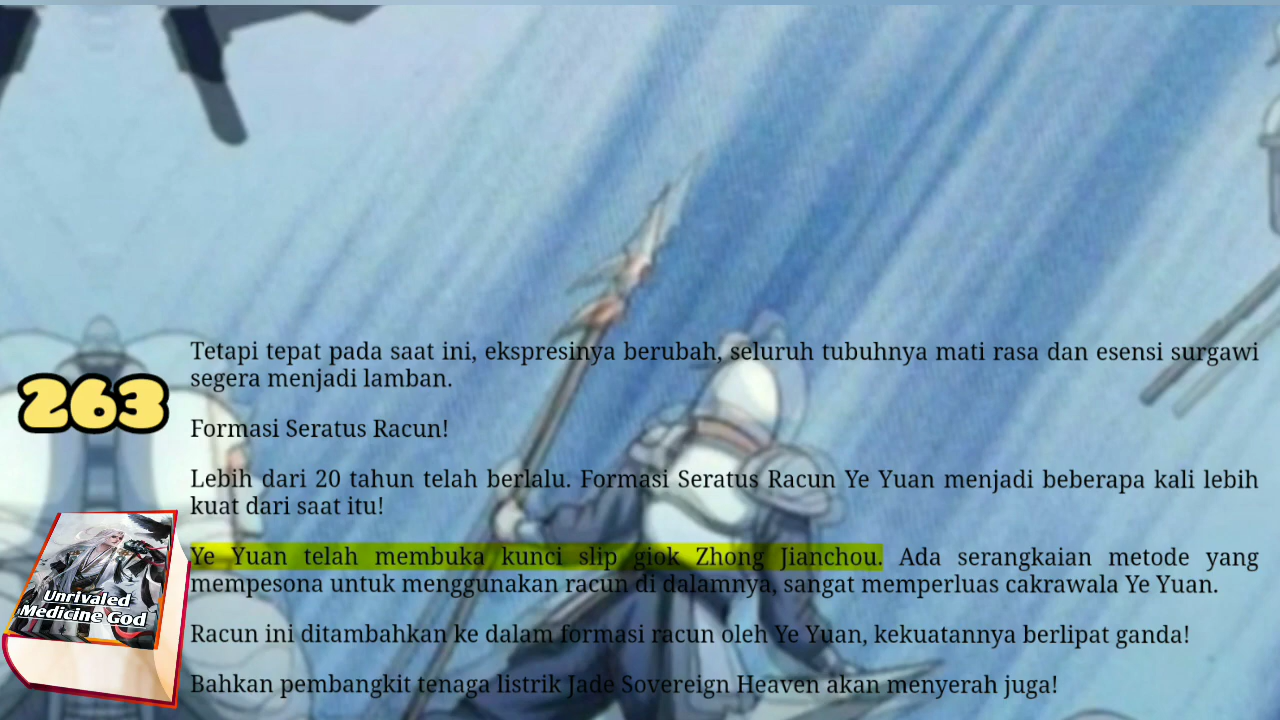 Tetapi tepat pada saat ini, ekspresinya berubah, seluruh tubuhnya mati rasa dan esensi surgawi
segera menjadi lamban.
263
Formasi Seratus Racun!
Lebih dari 20 tahun telah berlalu. Formasi Seratus Racun Ye Yuan menjadi beberapa kali lebih
kuat dari saat itu!
Ye Yuan telah membuka kunci slip giok Zhong Jianchou. Ada serangkaian metode yang
mempesona untuk menggunakan racun di dalamnya, sangat memperluas cakrawala Ye Yuan.
Unrivaled
Medicine God
Racun ini ditambahkan ke dalam formasi racun oleh Ye Yuan, kekuatannya berlipat ganda!
Bahkan pembangkit tenaga listrik Jade Sovereign Heaven akan menyerah juga!